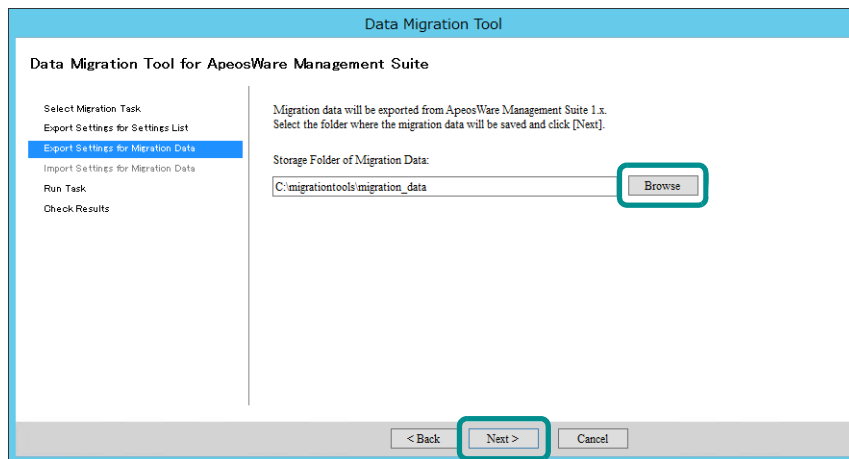 Data Migration Tool
Data Migration Tool for ApeosWare Management Suite
Select Migration Task
Export Settings for Settings List
Export Settings for Migration Data
Import Settings for Migration Data
Run Task
Check Results
Migration data will be exported from ApeosWare Management Suite 1.x.
Select the folder where the migration data will be saved and click [Next].
Storage Folder of Migration Data:
C:\migrationtools\migration_data
Browse
< Back
Next >
Cancel